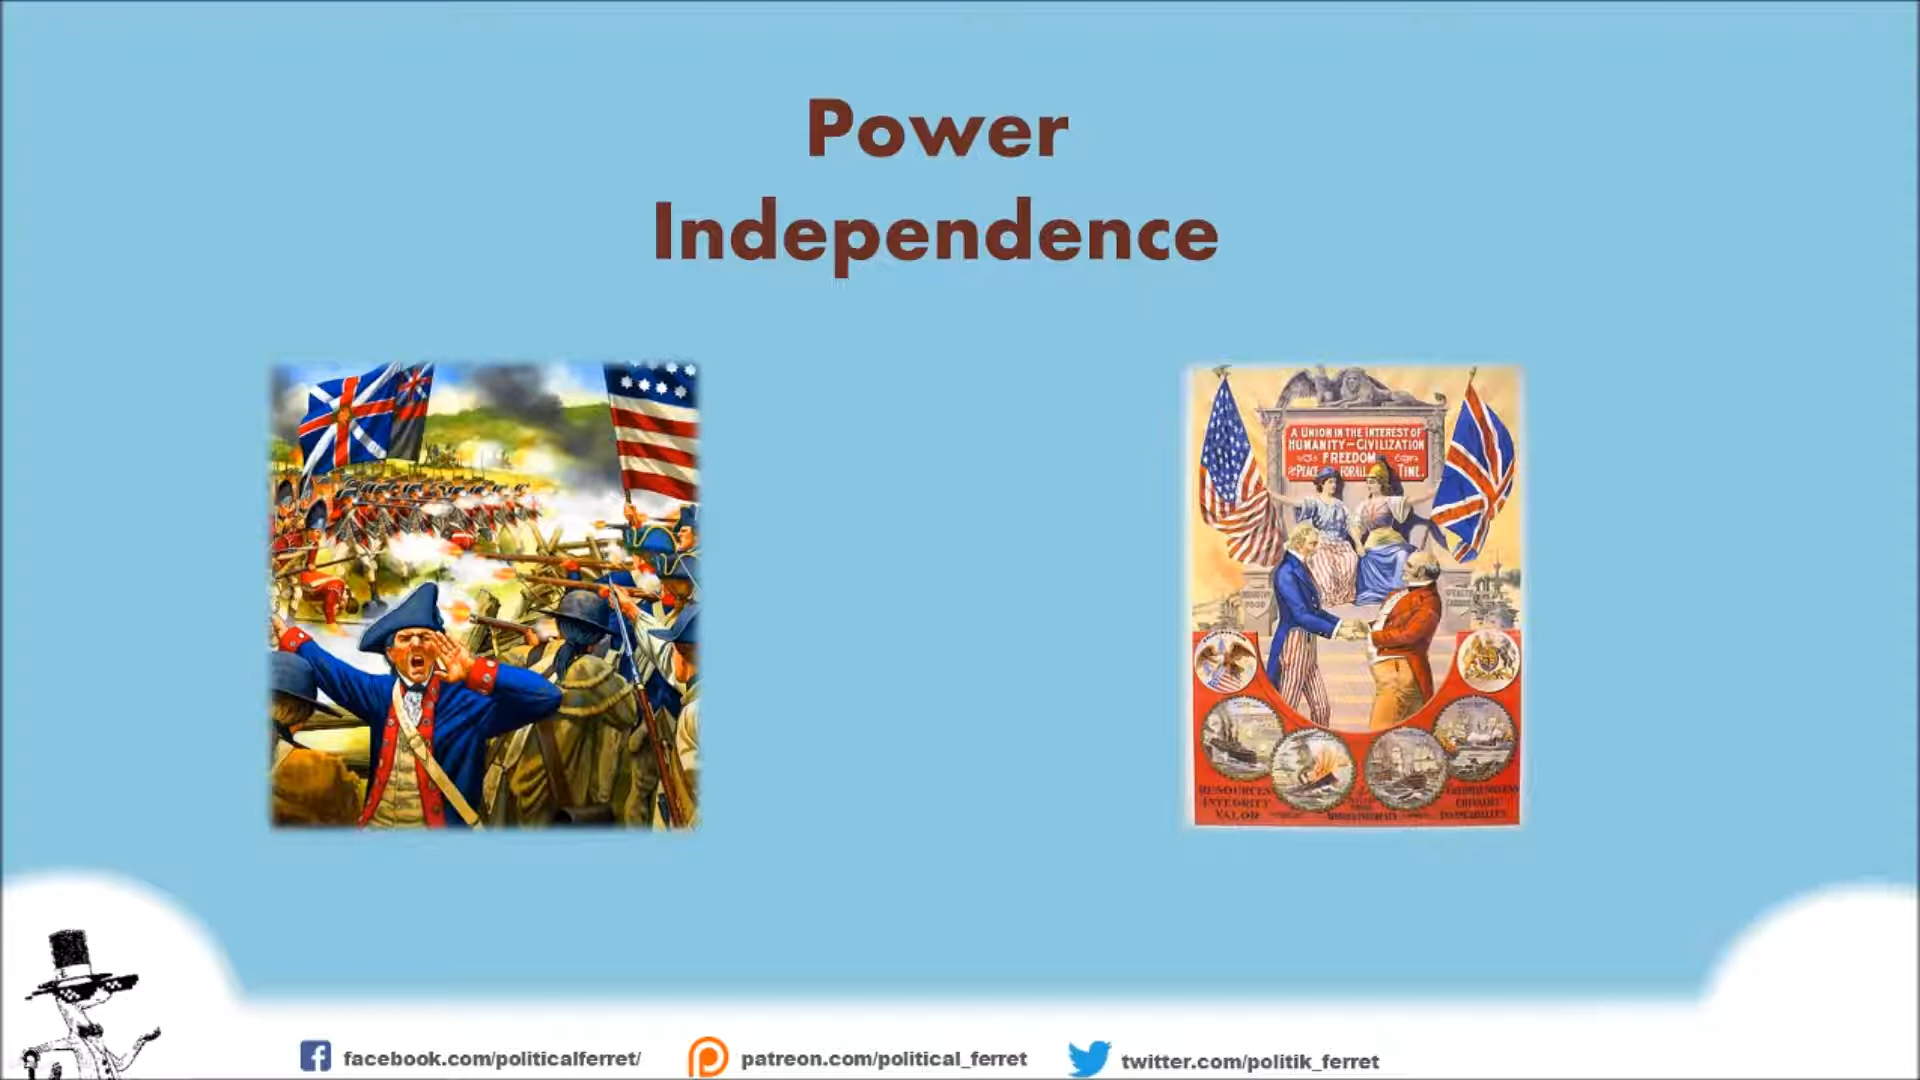 Power
Independence
A UNION IN THE INTEREST OF
HUMANITY - CIVILIZATION
FREEDOM
PEACE FOR ALL TIME.
RESOURCES
INTEGRITY
VALOR
facebook.com/politicalferret/
patreon.com/political_ferret
twitter.com/politik_ferret